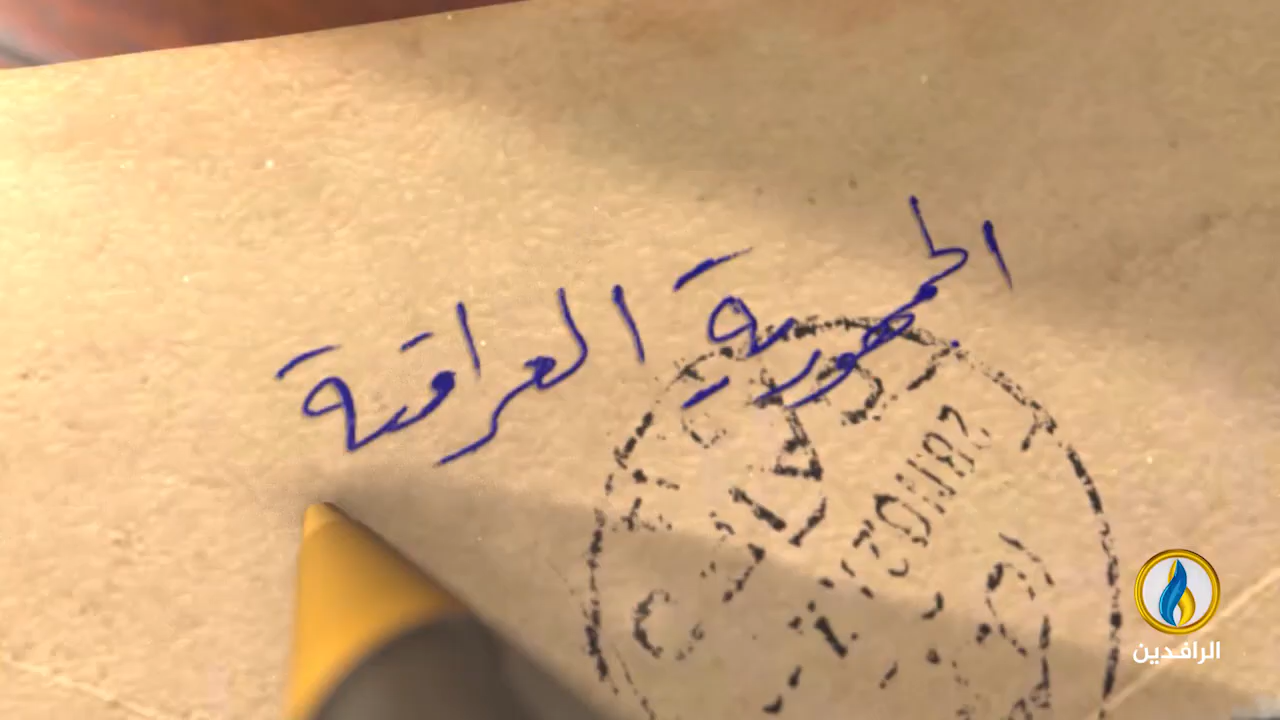 الجمهورية العراقية
الرافدين